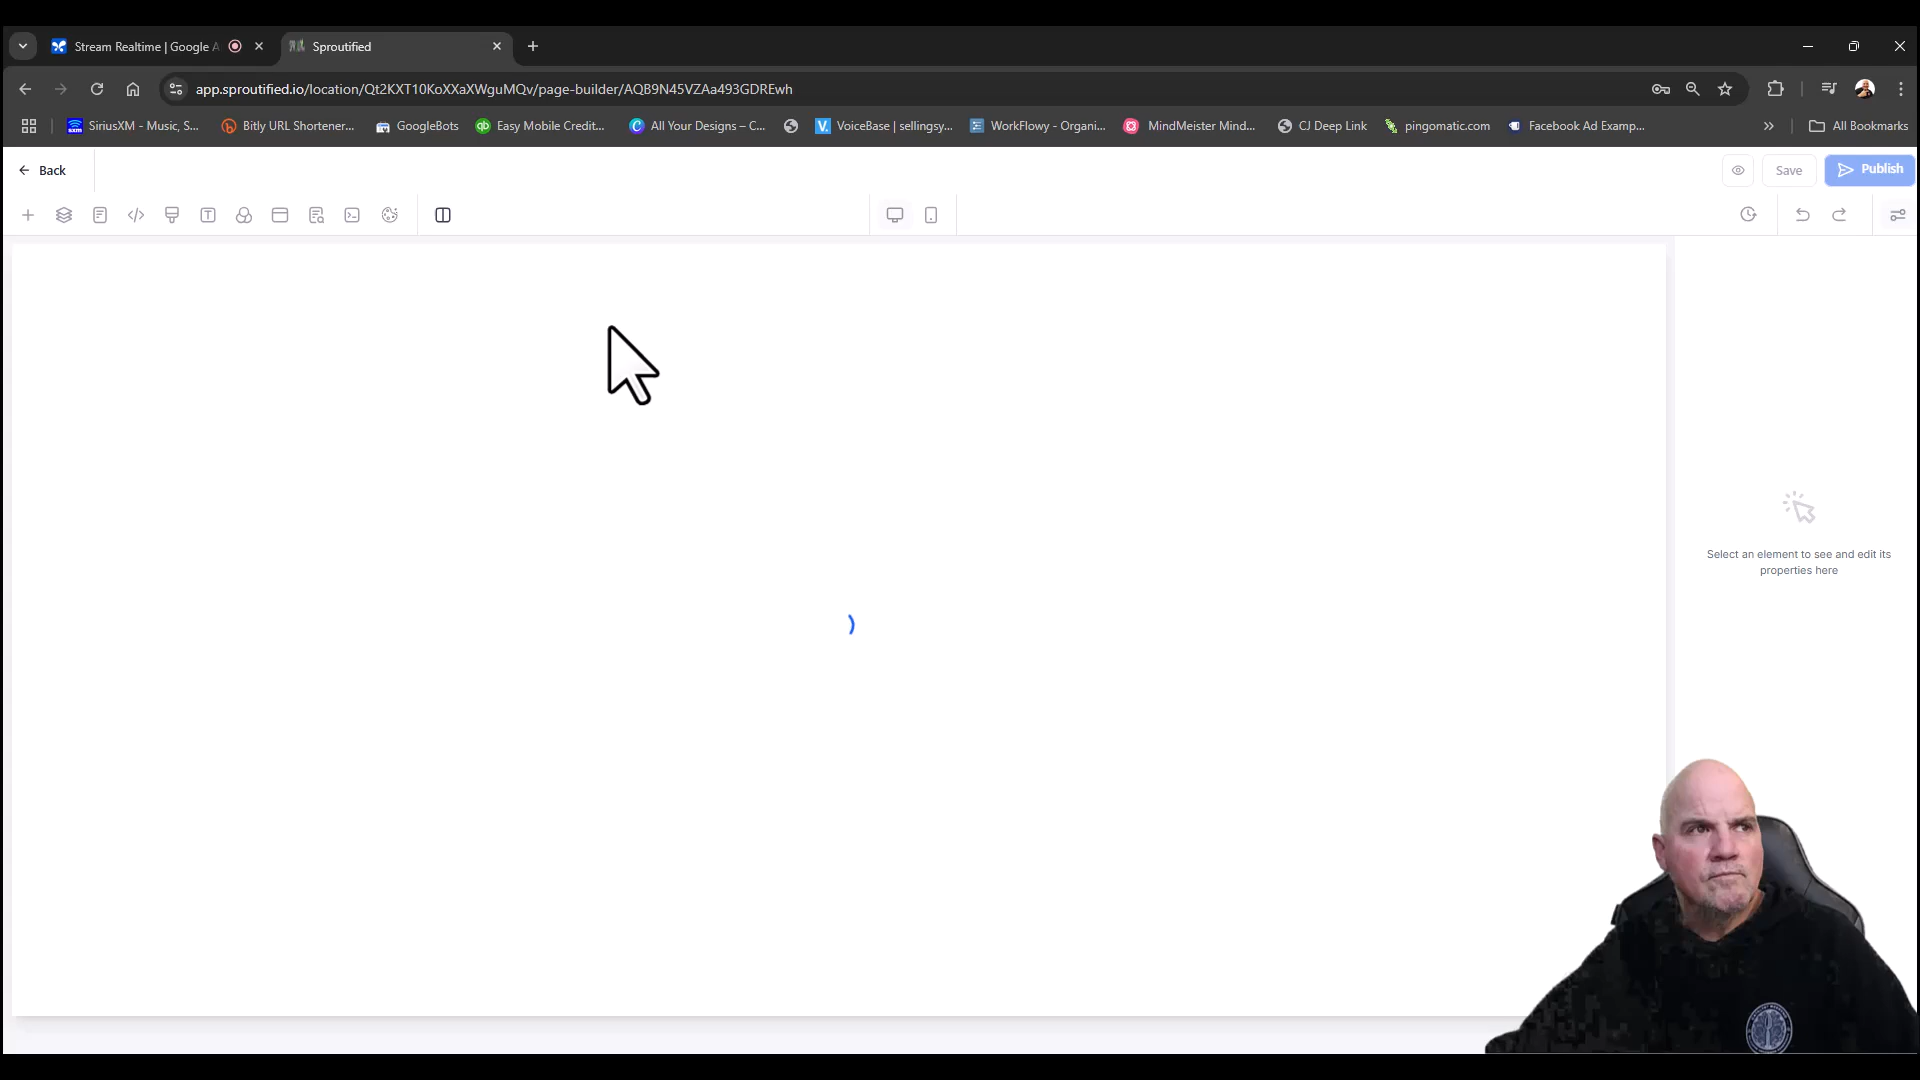 Stream Realtime | Google A
Sproutified
app.sproutified.io/location/Qt2KXT10KoXXaXWguMQv/page-builder/AQB9N45VZAa493GDREwh
SiriusXM - Music, S...
Bitly URL Shortener...
GoogleBots
Easy Mobile Credit...
All Your Designs – C...
VoiceBase | sellingsy...
WorkFlowy - Organi...
MindMeister Mind...
CJ Deep Link
pingomatic.com
Facebook Ad Examp...
All Bookmarks
Back
Save
Publish
Select an element to see and edit its
properties here